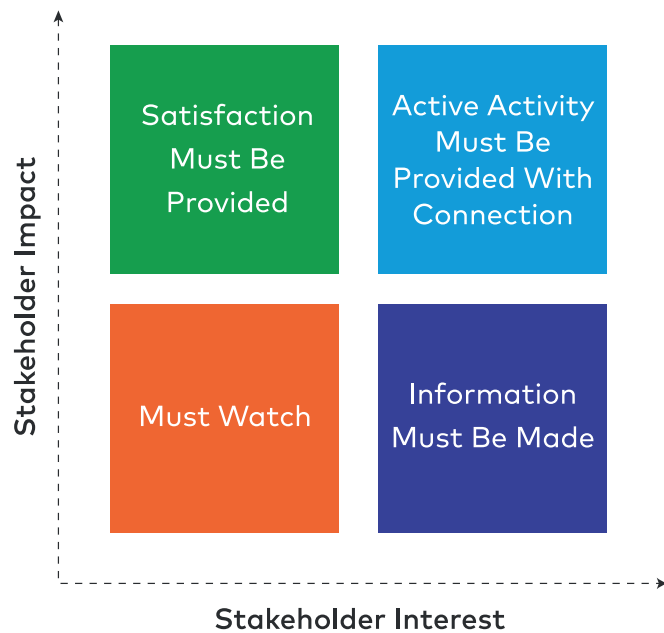 Stakeholder Impact
Satisfaction
Must Be
Provided
Active Activity
Must Be
Provided With
Connection
Must Watch
Information
Must Be Made
Stakeholder Interest